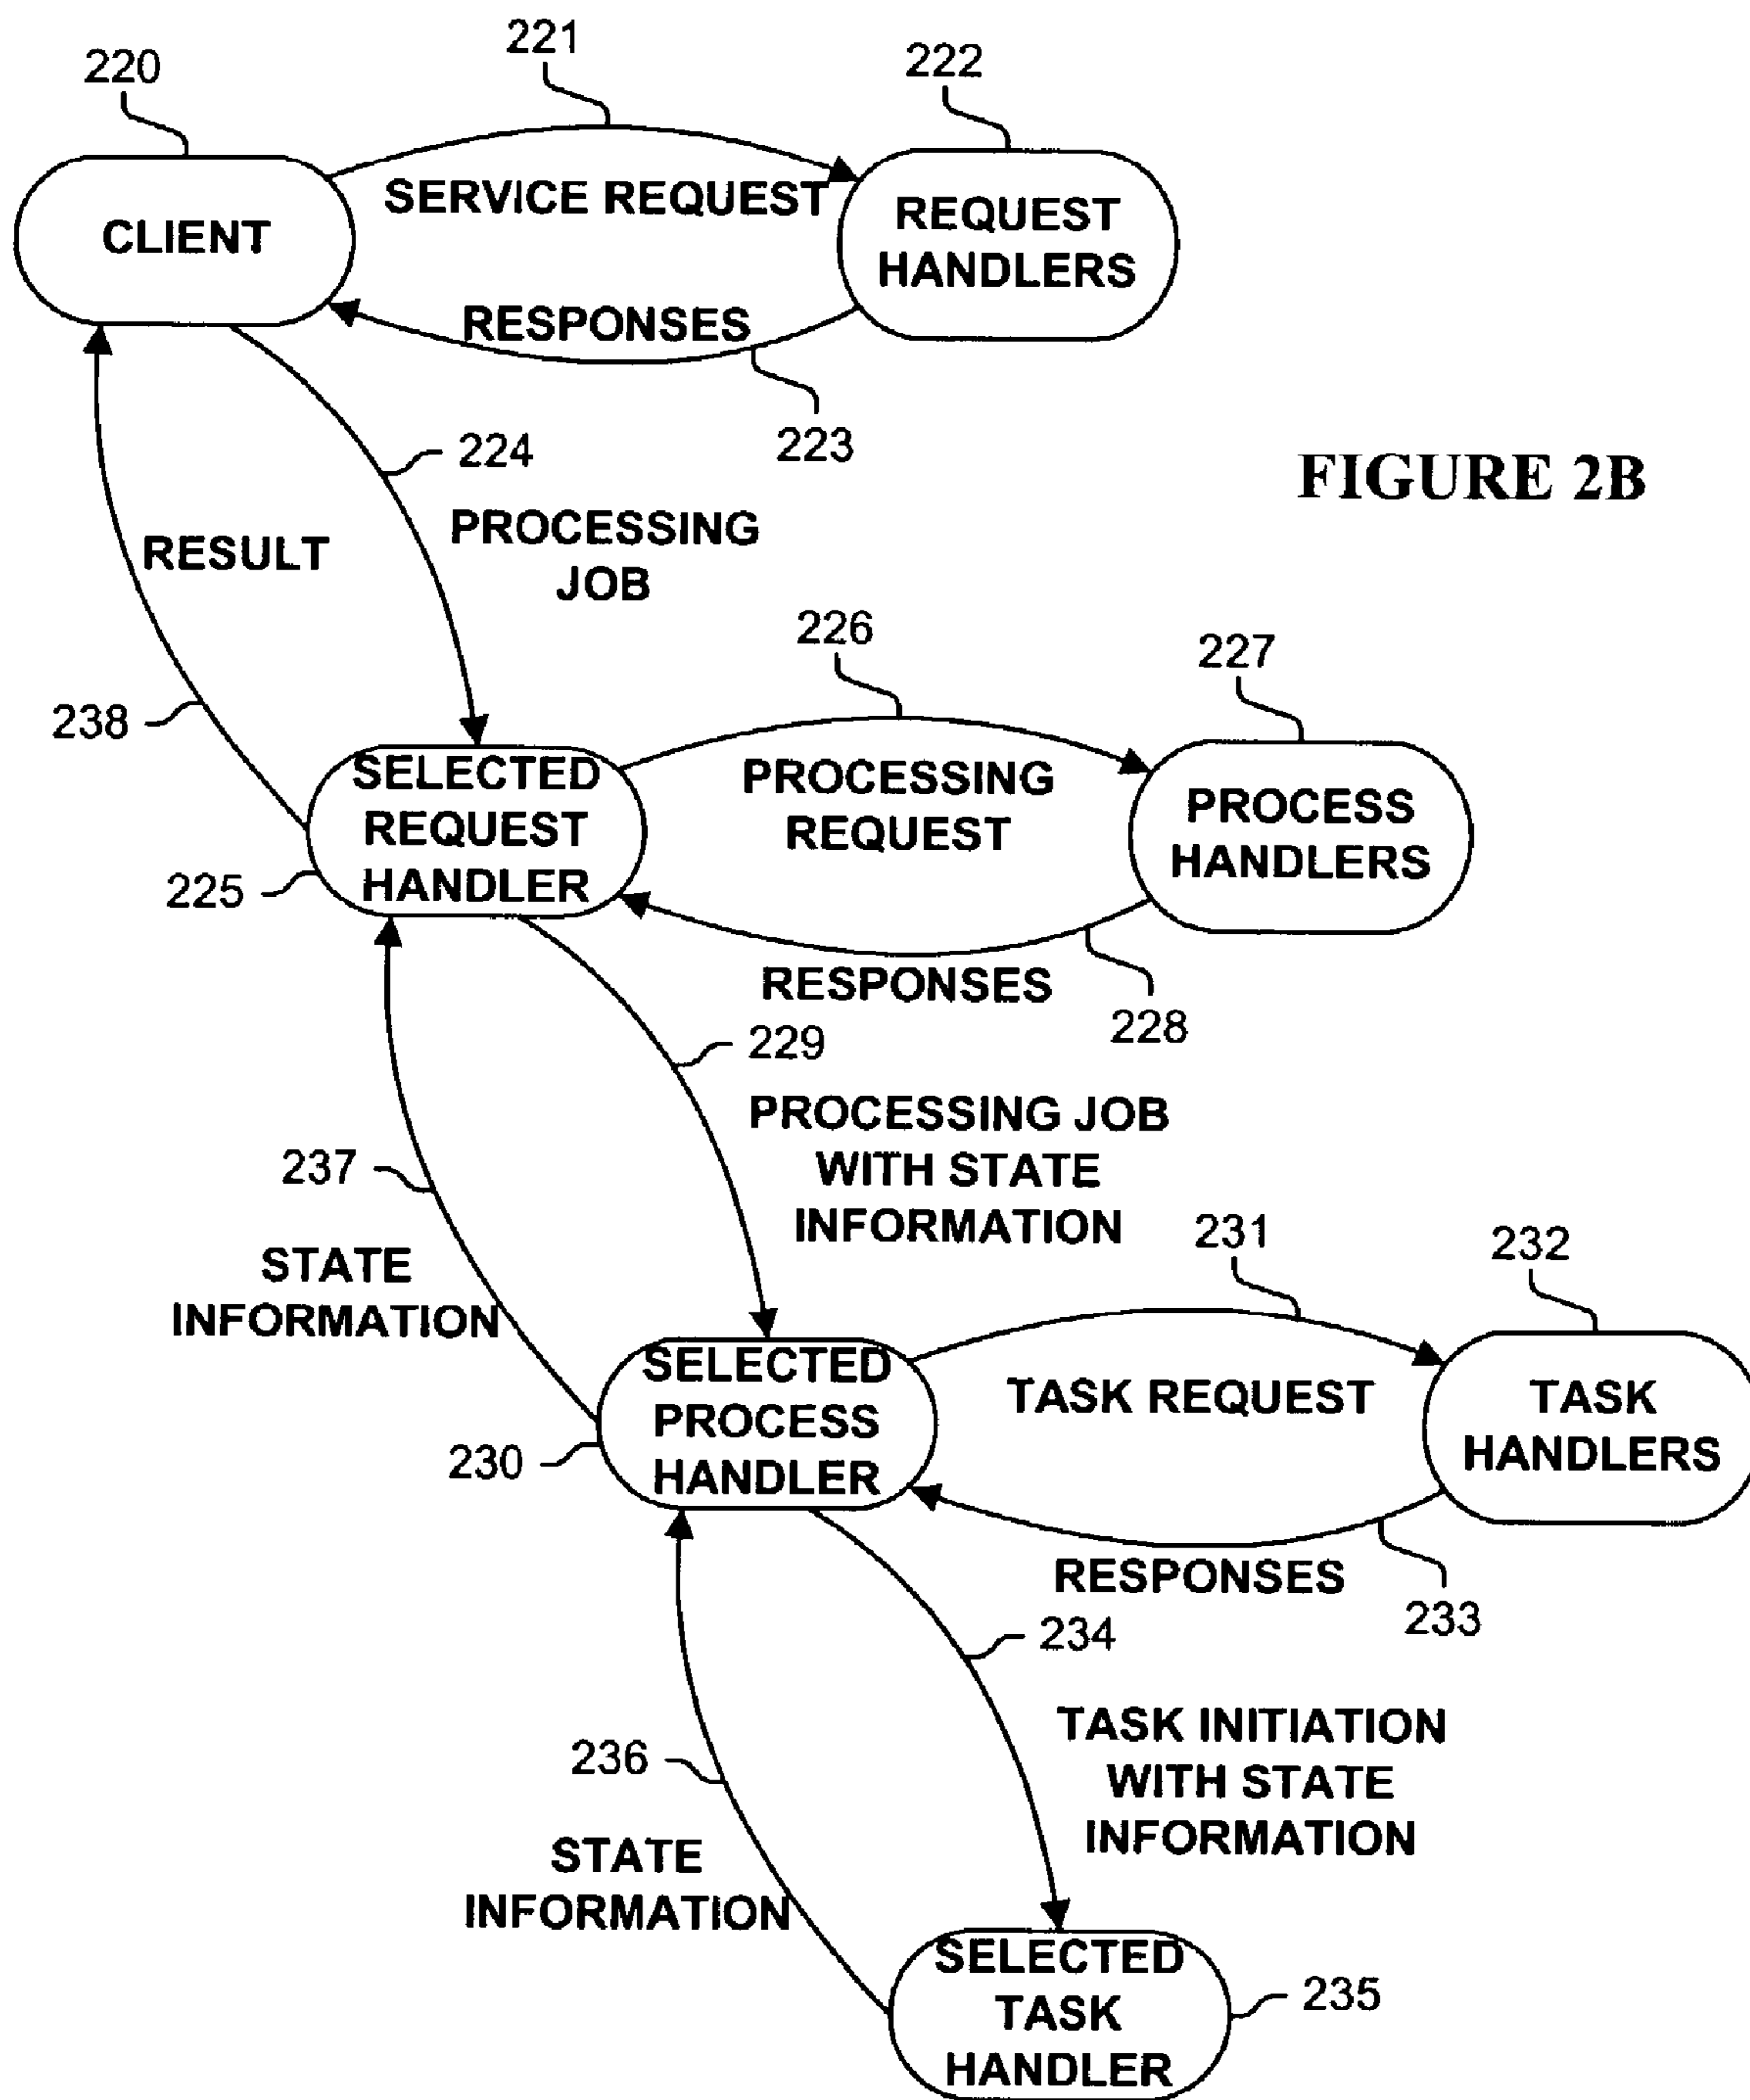 221
220
222
SERVICE REQUEST
CLIENT
REQUEST
HANDLERS
RESPONSES
223
224
FIGURE 2B
PROCESSING
JOB
RESULT
226
227
238
SELECTED
REQUEST
HANDLER
PROCESSING
REQUEST
PROCESS
HANDLERS
225
RESPONSES
228
229
PROCESSING JOB
WITH STATE
INFORMATION
237
STATE
INFORMATION
231
232
SELECTED
PROCESS
HANDLER
TASK REQUEST
TASK
HANDLERS
230
RESPONSES
233
234
TASK INITIATION
WITH STATE
INFORMATION
236
STATE
INFORMATION
SELECTED
TASK
HANDLER
235